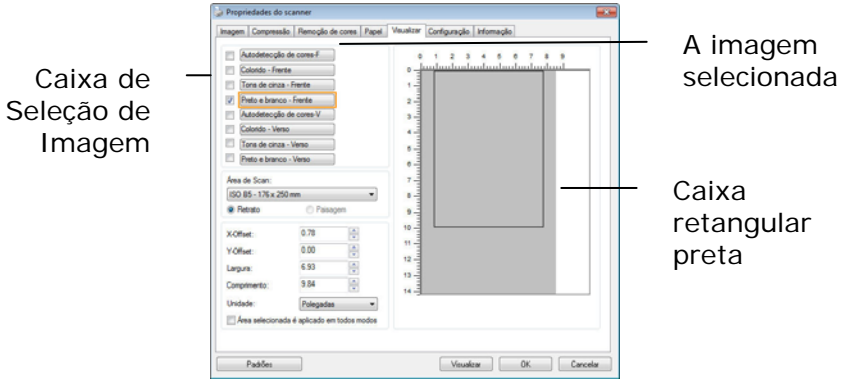 Propriedades do scanner
Imagem Compressão Remoção de cores Papel Visualizar Configuração Informação
Autodetecção de cores-F
Colorido - Frente
Tons de cinza - Frente
Preto e branco - Frente
Autodetecção de cores-V
Colorido - Verso
Tons de cinza - Verso
Preto e branco - Verso
Área de Scan:
ISO B5 - 176 x 250 mm
Retrato Paisagem
X-Offset: 0.78
Y-Offset: 0.00
Largura: 6.93
Comprimento: 9.84
Unidade: Polegadas
Área selecionada é aplicado em todos modos
0 1 2 3 4 5 6 7 8 9
0
1
2
3
4
5
6
7
8
9
10
11
12
13
14
Padrões Visualizar OK Cancelar
Caixa de
Seleção de
Imagem
A imagem
selecionada
Caixa
retangular
preta